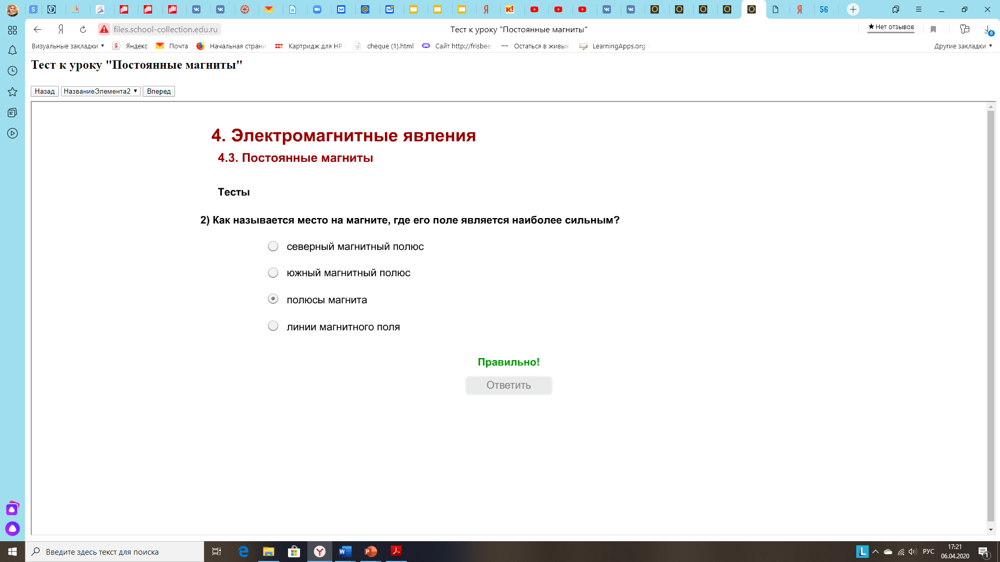 56
files.school-collection.edu.ru
Тест к уроку "Постоянные магниты"
★ Нет отзывов
6
Визуальные закладки
Яндекс
Почта
Начальная страни
Картридж для HP
cheque (1).html
Сайт http://frisbee
Остаться в живых
LearningApps.org
Другие закладки
Тест к уроку "Постоянные магниты"
Назад
НазваниеЭлемента2
Вперед
4. Электромагнитные явления
4.3. Постоянные магниты
Тесты
2) Как называется место на магните, где его поле является наиболее сильным?
северный магнитный полюс
южный магнитный полюс
полюсы магнита
линии магнитного поля
Правильно!
Ответить
Введите здесь текст для поиска
РУС
17:21
06.04.2020
1